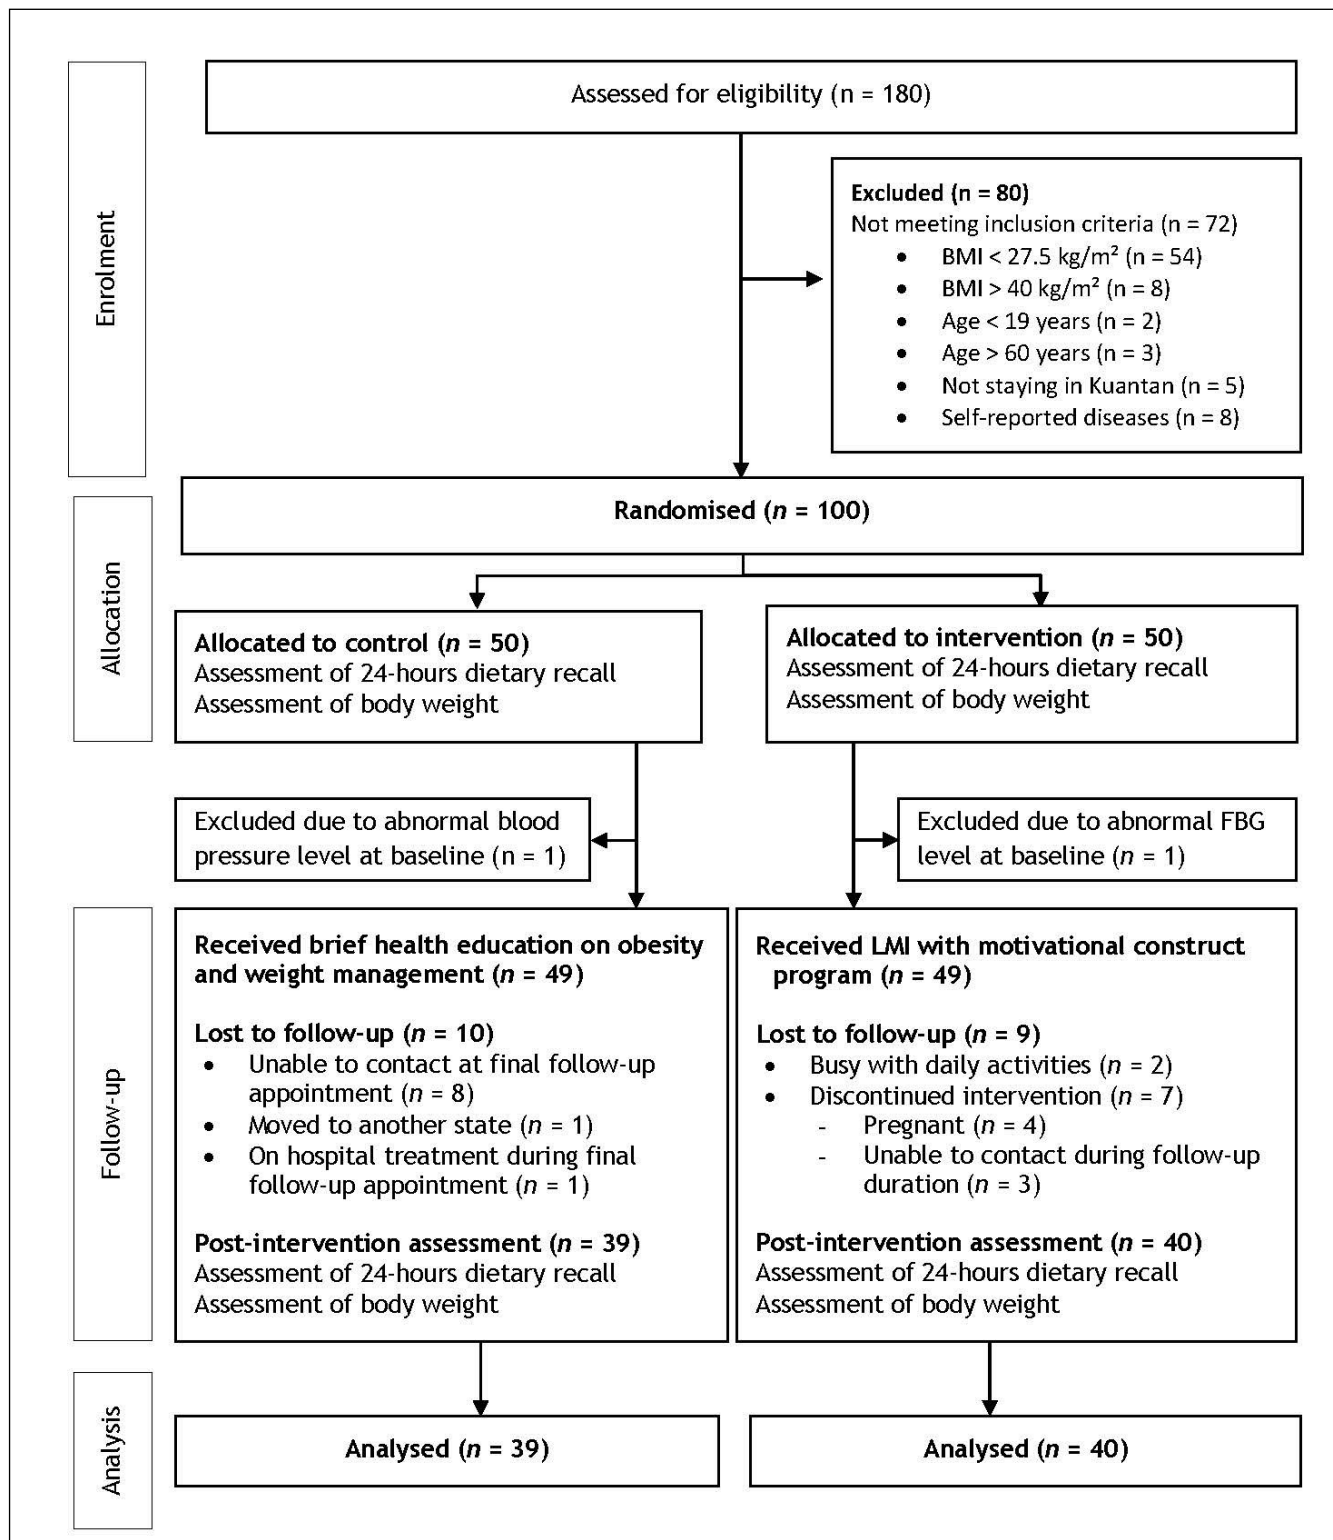 Enrolment
Assessed for eligibility (n = 180)
Excluded (n = 80)
Not meeting inclusion criteria (n = 72)
• BMI < 27.5 kg/m² (n = 54)
• BMI > 40 kg/m² (n = 8)
• Age < 19 years (n = 2)
• Age > 60 years (n = 3)
• Not staying in Kuantan (n = 5)
• Self-reported diseases (n = 8)
Allocation
Randomised (n = 100)
Allocated to control (n = 50)
Assessment of 24-hours dietary recall
Assessment of body weight
Allocated to intervention (n = 50)
Assessment of 24-hours dietary recall
Assessment of body weight
Excluded due to abnormal blood
pressure level at baseline (n = 1)
Excluded due to abnormal FBG
level at baseline (n = 1)
Follow-up
Received brief health education on obesity
and weight management (n = 49)
Lost to follow-up (n = 10)
• Unable to contact at final follow-up
appointment (n = 8)
• Moved to another state (n = 1)
• On hospital treatment during final
follow-up appointment (n = 1)
Post-intervention assessment (n = 39)
Assessment of 24-hours dietary recall
Assessment of body weight
Received LMI with motivational construct
program (n = 49)
Lost to follow-up (n = 9)
• Busy with daily activities (n = 2)
• Discontinued intervention (n = 7)
- Pregnant (n = 4)
- Unable to contact during follow-up
duration (n = 3)
Post-intervention assessment (n = 40)
Assessment of 24-hours dietary recall
Assessment of body weight
Analysis
Analysed (n = 39)
Analysed (n = 40)